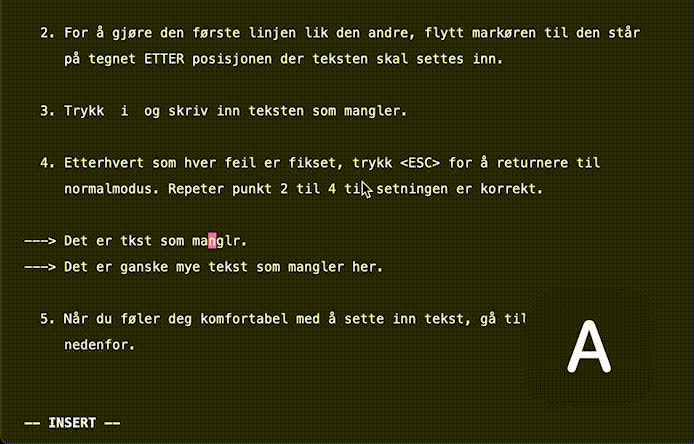 2. For å gjøre den første linjen lik den andre, flytt markøren til den står
på tegnet ETTER posisjonen der teksten skal settes inn.
3. Trykk  i  og skriv inn teksten som mangler.
4. Etterhvert som hver feil er fikset, trykk <ESC> for å returnere til
normalmodus. Repeter punkt 2 til 4 til setningen er korrekt.
---> Det er tkst som manglr.
---> Det er ganske mye tekst som mangler her.
5. Når du føler deg komfortabel med å sette inn tekst, gå til
nedenfor.
A
-- INSERT --